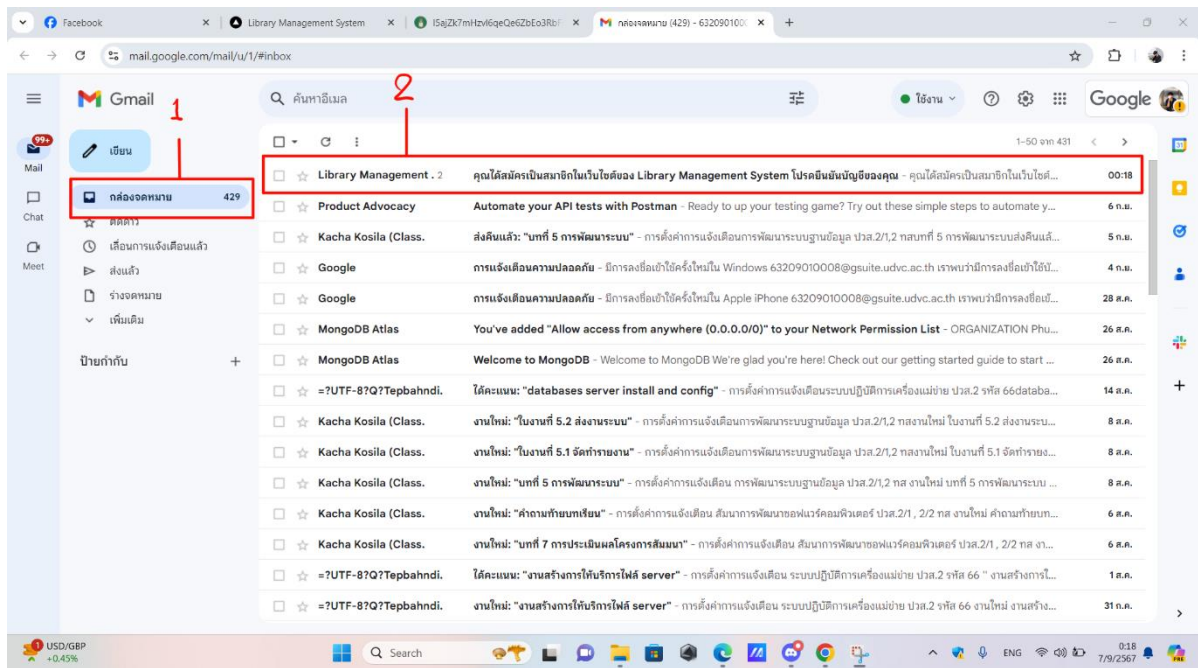 Facebook
Library Management System
ISajZk7mHzvl6qeQe6ZbEo3RbF
กล่องจดหมาย (429) - 632090100
mail.google.com/mail/u/1/#inbox
Gmail
1
ค้นหาอีเมล
2
ใช้งาน
Google
99+
Mail
Chat
Meet
เขียน
กล่องจดหมาย 429
ติดดาว
เลื่อนการแจ้งเตือนแล้ว
ส่งแล้ว
ร่างจดหมาย
เพิ่มเติม
ป้ายกำกับ
1–50 จาก 431
Library Management . 2 คุณได้สมัครเป็นสมาชิกในเว็บไซต์ของ Library Management System โปรดยืนยันบัญชีของคุณ - คุณได้สมัครเป็นสมาชิกในเว็บไซต์... 00:18
Product Advocacy Automate your API tests with Postman - Ready to up your testing game? Try out these simple steps to automate y... 6 ก.ย.
Kacha Kosila (Class. ส่งคืนแล้ว: "บทที่ 5 การพัฒนาระบบ" - การตั้งค่าการแจ้งเตือนการพัฒนาระบบฐานข้อมูล ปวส.2/1,2 ทสบทที่ 5 การพัฒนาระบบส่งคืนแล้... 5 ก.ย.
Google การแจ้งเตือนความปลอดภัย - มีการลงชื่อเข้าใช้ครั้งใหม่ใน Windows 63209010008@gsuite.udvc.ac.th เราพบว่ามีการลงชื่อเข้าใช้บั... 4 ก.ย.
Google การแจ้งเตือนความปลอดภัย - มีการลงชื่อเข้าใช้ครั้งใหม่ใน Apple iPhone 63209010008@gsuite.udvc.ac.th เราพบว่ามีการลงชื่อเข้... 28 ส.ค.
MongoDB Atlas You've added "Allow access from anywhere (0.0.0.0/0)" to your Network Permission List - ORGANIZATION Phu... 26 ส.ค.
MongoDB Atlas Welcome to MongoDB - Welcome to MongoDB We're glad you're here! Check out our getting started guide to start ... 26 ส.ค.
=?UTF-8?Q?Tepbahndi. ได้คะแนน: "databases server install and config" - การตั้งค่าการแจ้งเตือนระบบปฏิบัติการเครื่องแม่ข่าย ปวส.2 รหัส 66databa... 14 ส.ค.
Kacha Kosila (Class. งานใหม่: "ใบงานที่ 5.2 ส่งงานระบบ" - การตั้งค่าการแจ้งเตือนการพัฒนาระบบฐานข้อมูล ปวส.2/1,2 ทสงานใหม่ ใบงานที่ 5.2 ส่งงานระบ... 8 ส.ค.
Kacha Kosila (Class. งานใหม่: "ใบงานที่ 5.1 จัดทำรายงาน" - การตั้งค่าการแจ้งเตือนการพัฒนาระบบฐานข้อมูล ปวส.2/1,2 ทสงานใหม่ ใบงานที่ 5.1 จัดทำรายง... 8 ส.ค.
Kacha Kosila (Class. งานใหม่: "บทที่ 5 การพัฒนาระบบ" - การตั้งค่าการแจ้งเตือน การพัฒนาระบบฐานข้อมูล ปวส.2/1,2 ทส งานใหม่ บทที่ 5 การพัฒนาระบบ ... 8 ส.ค.
Kacha Kosila (Class. งานใหม่: "คำถามท้ายบทเรียน" - การตั้งค่าการแจ้งเตือน สัมนาการพัฒนาซอฟแวร์คอมพิวเตอร์ ปวส.2/1 , 2/2 ทส งานใหม่ คำถามท้ายบท... 6 ส.ค.
Kacha Kosila (Class. งานใหม่: "บทที่ 7 การประเมินผลโครงการสัมมนา" - การตั้งค่าการแจ้งเตือน สัมนาการพัฒนาซอฟแวร์คอมพิวเตอร์ ปวส.2/1 , 2/2 ทส งา... 6 ส.ค.
=?UTF-8?Q?Tepbahndi. ได้คะแนน: "งานสร้างการให้บริการไฟล์ server" - การตั้งค่าการแจ้งเตือน ระบบปฏิบัติการเครื่องแม่ข่าย ปวส.2 รหัส 66 " งานสร้างการใ... 1 ส.ค.
=?UTF-8?Q?Tepbahndi. งานใหม่: "งานสร้างการให้บริการไฟล์ server" - การตั้งค่าการแจ้งเตือน ระบบปฏิบัติการเครื่องแม่ข่าย ปวส.2 รหัส 66 งานใหม่ งานสร้าง... 31 ก.ค.
USD/GBP
+0.45%
Search
ENG
0:18
7/9/2567